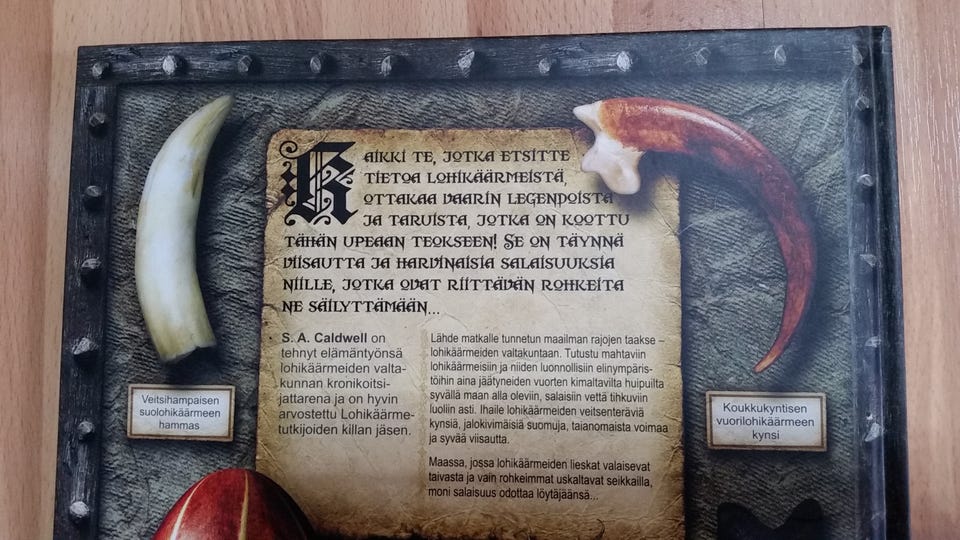 KAIKKI TE, JOTKA ETSITTE
TIETOA LOHIKÄÄRMEISTÄ,
OTTAKAA VAARIN LEGENDOISTA
JA TARUISTA, JOTKA ON KOOTTU
TÄHÄN UPEAAN TEOKSEEN! SE ON TÄYNNÄ
VIISAUTTA JA HARVINAISIA SALAISUUKSIA
NIILLE, JOTKA OVAT RIITTÄVÄN ROHKEITA
NE SÄILYTTÄMÄÄN...
S. A. Caldwell on
tehnyt elämäntyönsä
lohikäärmeiden valta-
kunnan kronikoitsi-
jattarena ja on hyvin
arvostettu Lohikäärme-
tutkijoiden killan jäsen.
Lähde matkalle tunnetun maailman rajojen taakse –
lohikäärmeiden valtakuntaan. Tutustu mahtaviin
lohikäärmeisiin ja niiden luonnollisiin elinympäris-
töihin aina jäätyneiden vuorten kimaltavilta huipuilta
syvällä maan alla oleviin, salaisiin vettä tihkuviin
luoliin asti. Ihaile lohikäärmeiden veitsenteräviä
kynsiä, jalokivimäisiä suomuja, taianomaista voimaa
ja syvää viisautta.
Maassa, jossa lohikäärmeiden lieskat valaisevat
taivasta ja vain rohkeimmat uskaltavat seikkailla,
moni salaisuus odottaa löytäjäänsä...
Veitsihampaisen
suolohikäärmeen
hammas
Koukkukyntisen
vuorilohikäärmeen
kynsi